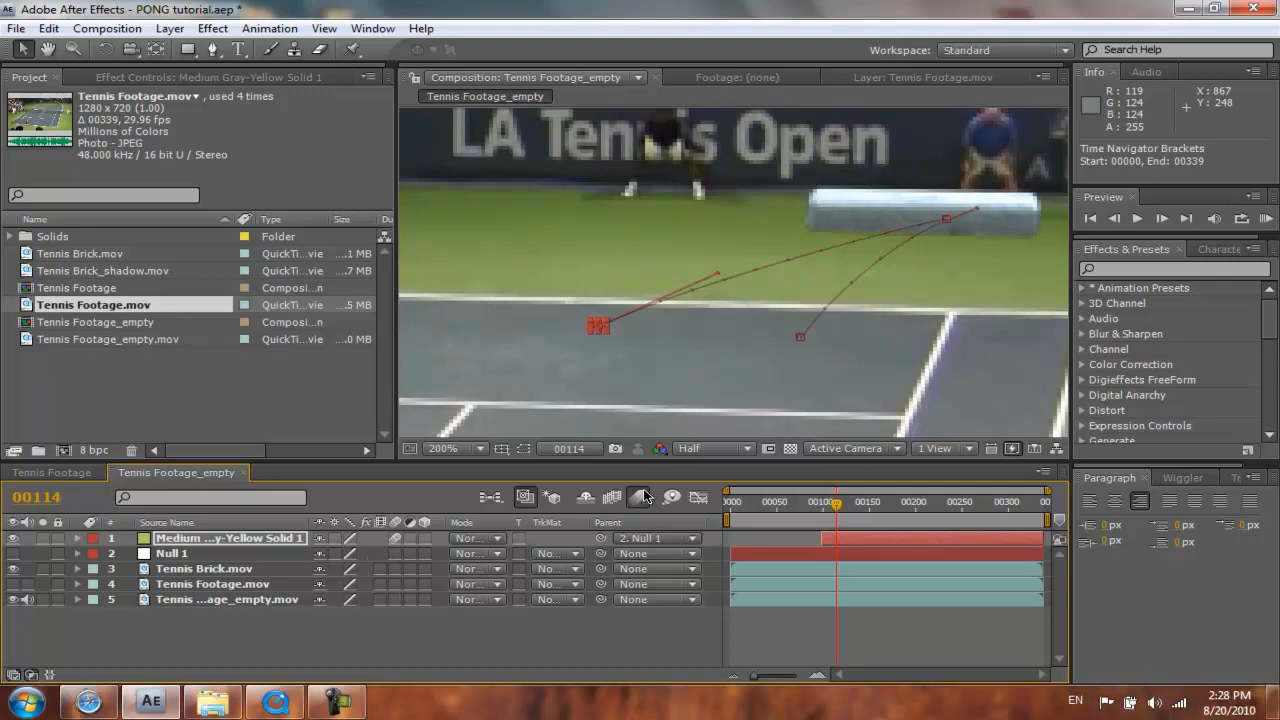 Adobe After Effects - PONG tutorial.aep *
File Edit Composition Layer Effect Animation View Window Help
Workspace: Standard Search Help
Project Effect Controls: Medium Gray-Yellow Solid 1
Composition: Tennis Footage_empty Footage: (none) Layer: Tennis Footage.mov
Info Audio
Tennis Footage_empty
Tennis Footage.mov , used 4 times
1280 x 720 (1.00)
Δ 00339, 29.96 fps
Millions of Colors
Photo - JPEG
48.000 kHz / 16 bit U / Stereo
R : 119 X : 867
G : 124 Y : 248
B : 124
A : 255
Time Navigator Brackets
Start: 00000, End: 00339
LA Tennis Open
Preview
Effects & Presets Characte
Name Type Size Du
Solids Folder
Tennis Brick.mov QuickTi...vie ....1 MB
Tennis Brick_shadow.mov QuickTi...vie ....7 MB
Tennis Footage Composi...n
Tennis Footage.mov QuickTi...vie ....5 MB
Tennis Footage_empty Composi...n
Tennis Footage_empty.mov QuickTi...vie ....0 MB
* Animation Presets
3D Channel
Audio
Blur & Sharpen
Channel
Color Correction
Digieffects FreeForm
Digital Anarchy
Distort
Expression Controls
Generate
8 bpc
200% 00114 Half Active Camera 1 View
Tennis Footage Tennis Footage_empty
Paragraph Wiggler
00114
0000 00050 00100 00150 00200 00250 00300
# Source Name fx Mode T TrkMat Parent
1 Medium ...y-Yellow Solid 1 Nor... 2. Null 1
2 Null 1 Nor... No... None
3 Tennis Brick.mov Nor... No... None
4 Tennis Footage.mov Nor... No... None
5 Tennis ...age_empty.mov Nor... No... None
0 px 0 px 0 px
0 px 0 px
AE
EN 2:28 PM
8/20/2010